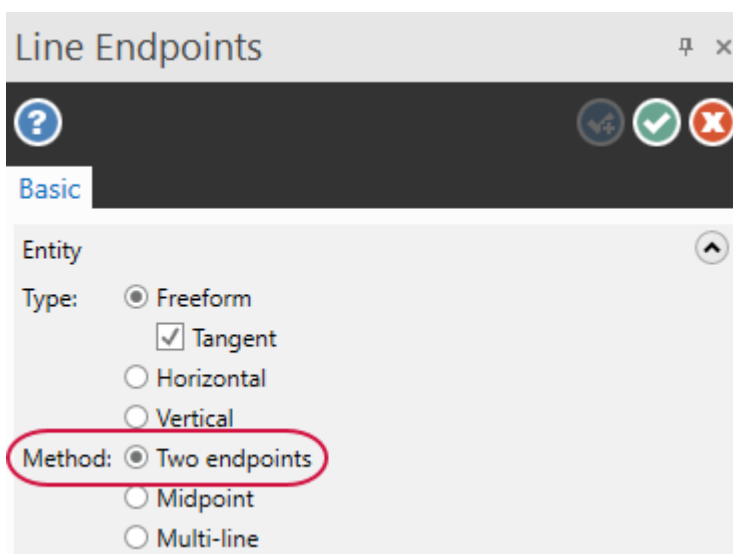 Line Endpoints
Basic
Entity
Type: Freeform
Tangent
Horizontal
Vertical
Method: Two endpoints
Midpoint
Multi-line